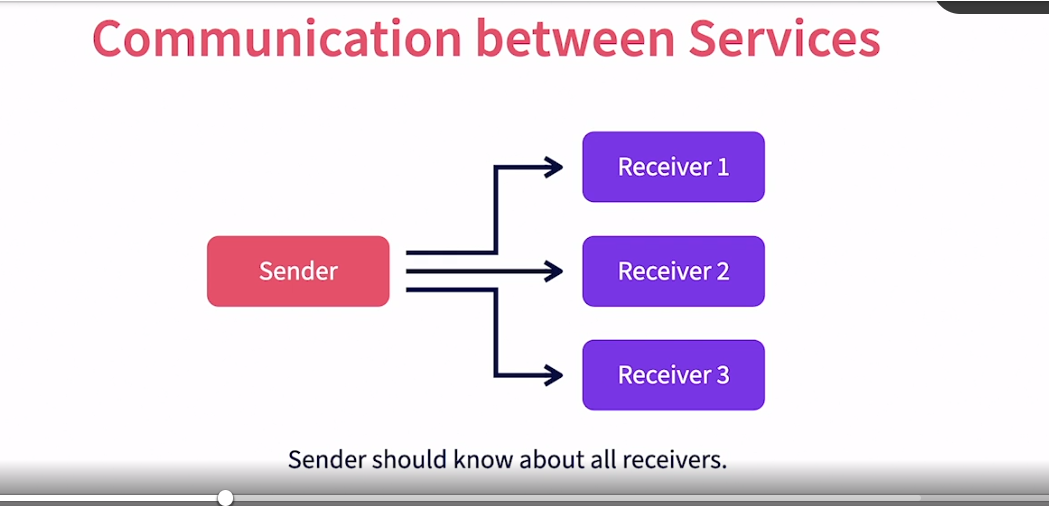 Communication between Services
Receiver 1
Sender
Receiver 2
Receiver 3
Sender should know about all receivers.